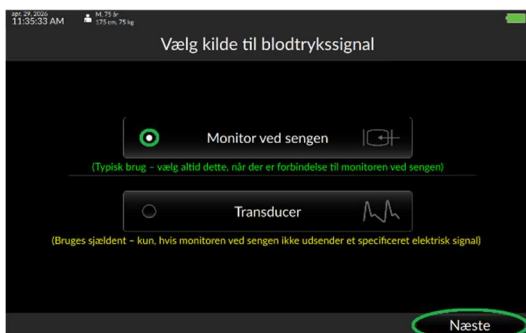 apr. 29, 2026
11:35:33 AM
M, 75 år
175 cm, 75 kg
Vælg kilde til blodtrykssignal
Monitor ved sengen
(Typisk brug – vælg altid dette, når der er forbindelse til monitoren ved sengen)
Transducer
(Bruges sjældent – kun, hvis monitoren ved sengen ikke udsender et specificeret elektrisk signal)
Næste